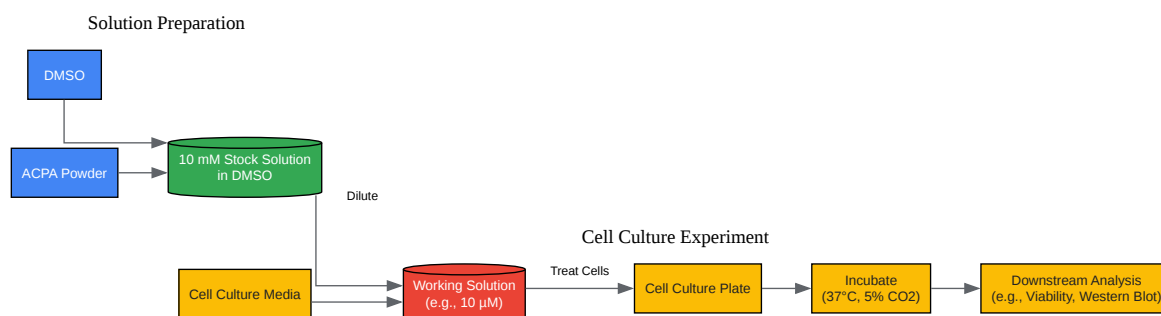 Solution Preparation
DMSO
ACPA Powder
10 mM Stock Solution
in DMSO
Dilute
Cell Culture Experiment
Cell Culture Media
Working Solution
(e.g., 10 µM)
Treat Cells
Cell Culture Plate
Incubate
(37°C, 5% CO2)
Downstream Analysis
(e.g., Viability, Western Blot)